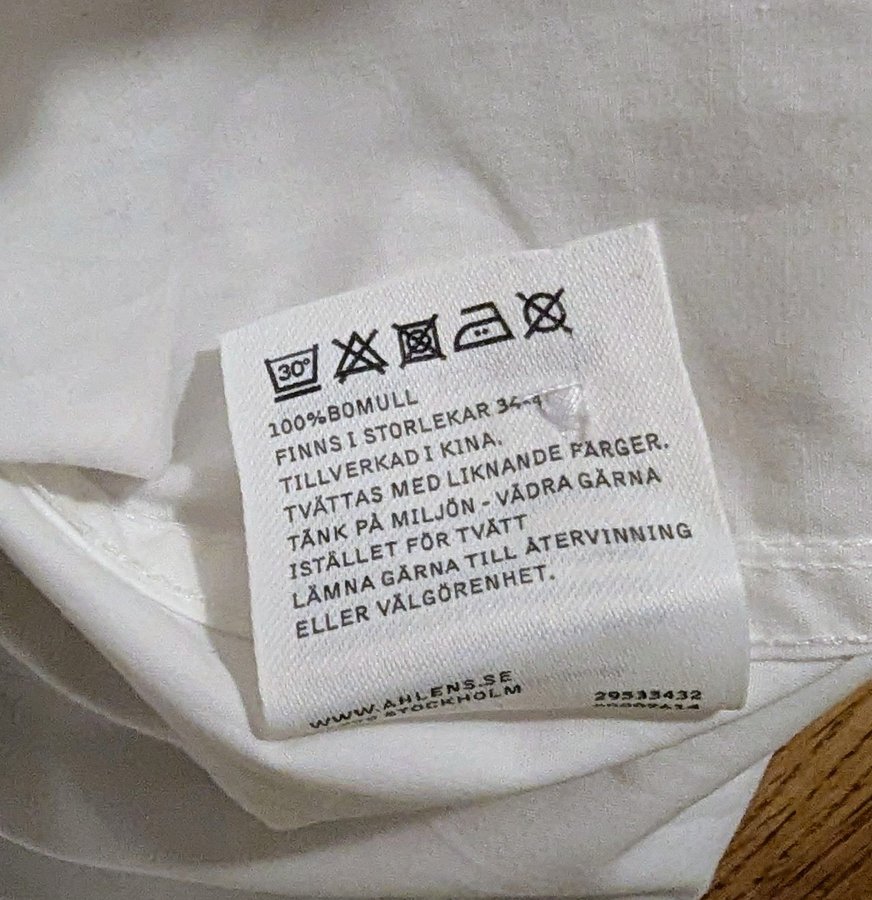 30°
100%BOMULL
FINNS I STORLEKAR
TILLVERKAD I KINA.
TVÄTTAS MED LIKNANDE FÄRGER.
TÄNK PÅ MILJÖN - VÄDRA GÄRNA
ISTÄLLET FÖR TVÄTT
LÄMNA GÄRNA TILL ÅTERVINNING
ELLER VÄLGÖRENHET.
WWW.AHLENS.SE
STOCKHOLM
29533432